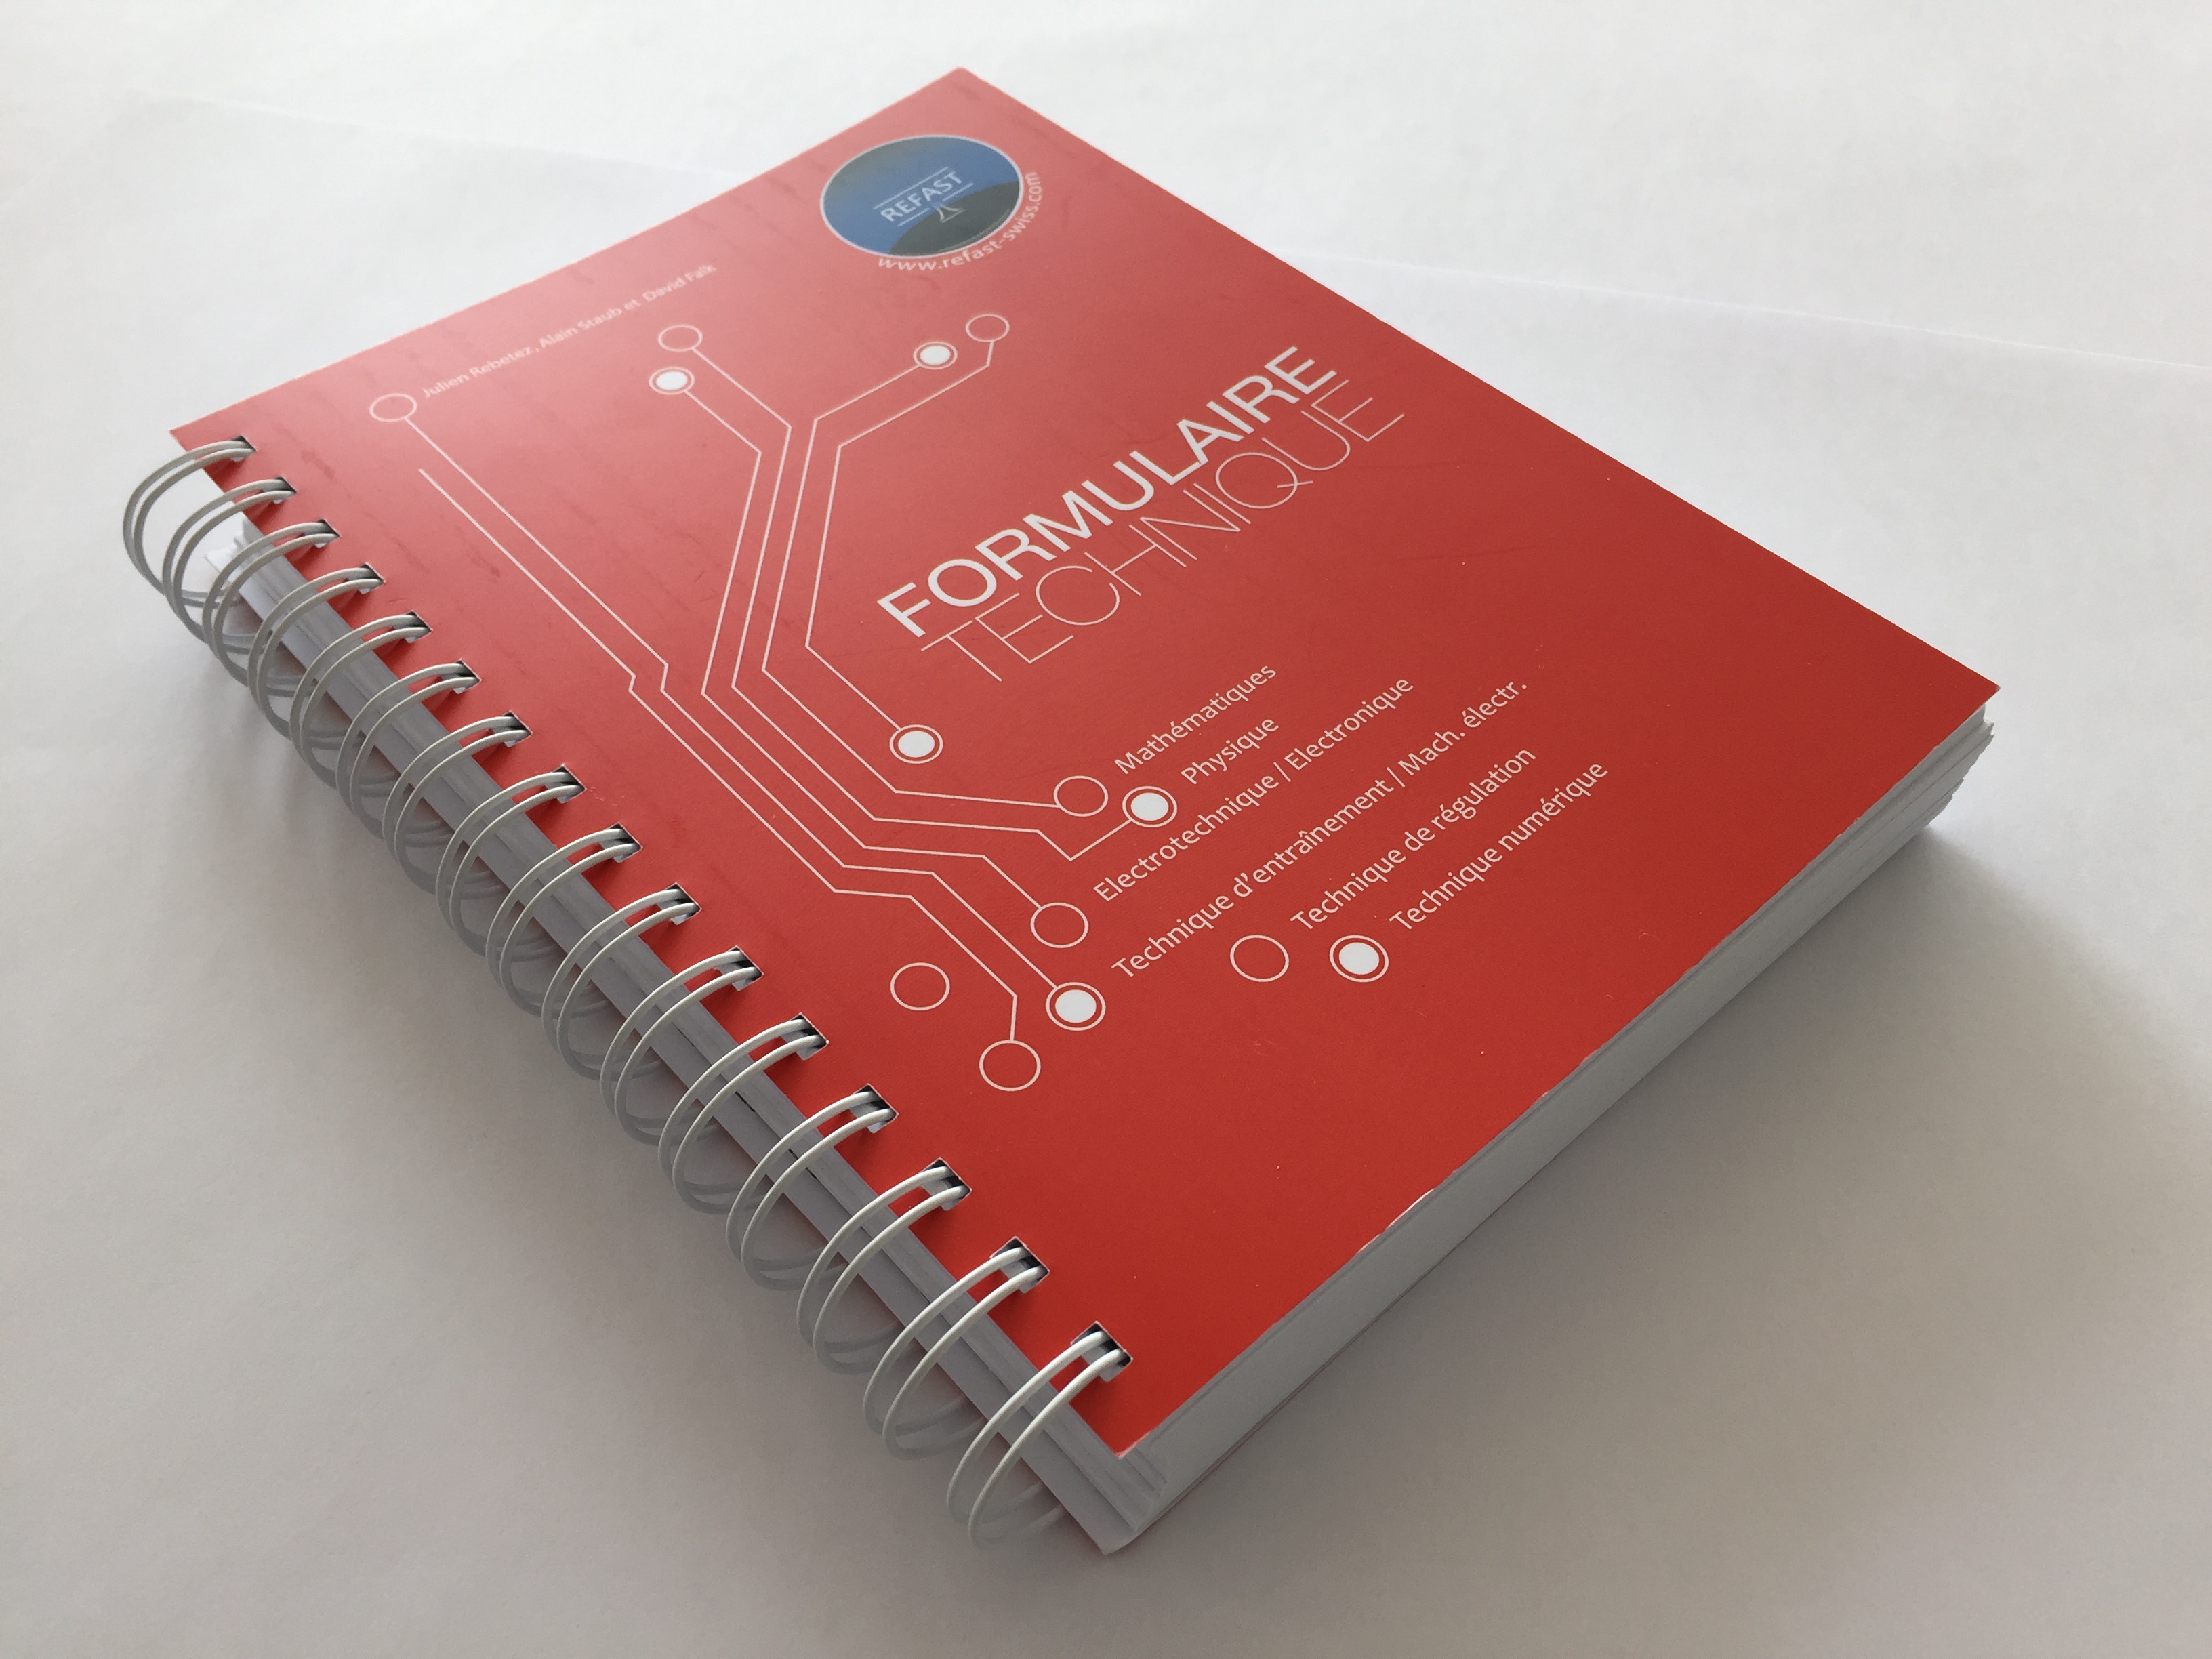 REFAST
www.refast-swiss.com
Julien Rebetez, Alain Staub et David Falk
FORMULAIRE
TECHNIQUE
Mathématiques
Physique
Electrotechnique / Electronique
Technique d'entraînement / Mach. électr.
Technique de régulation
Technique numérique